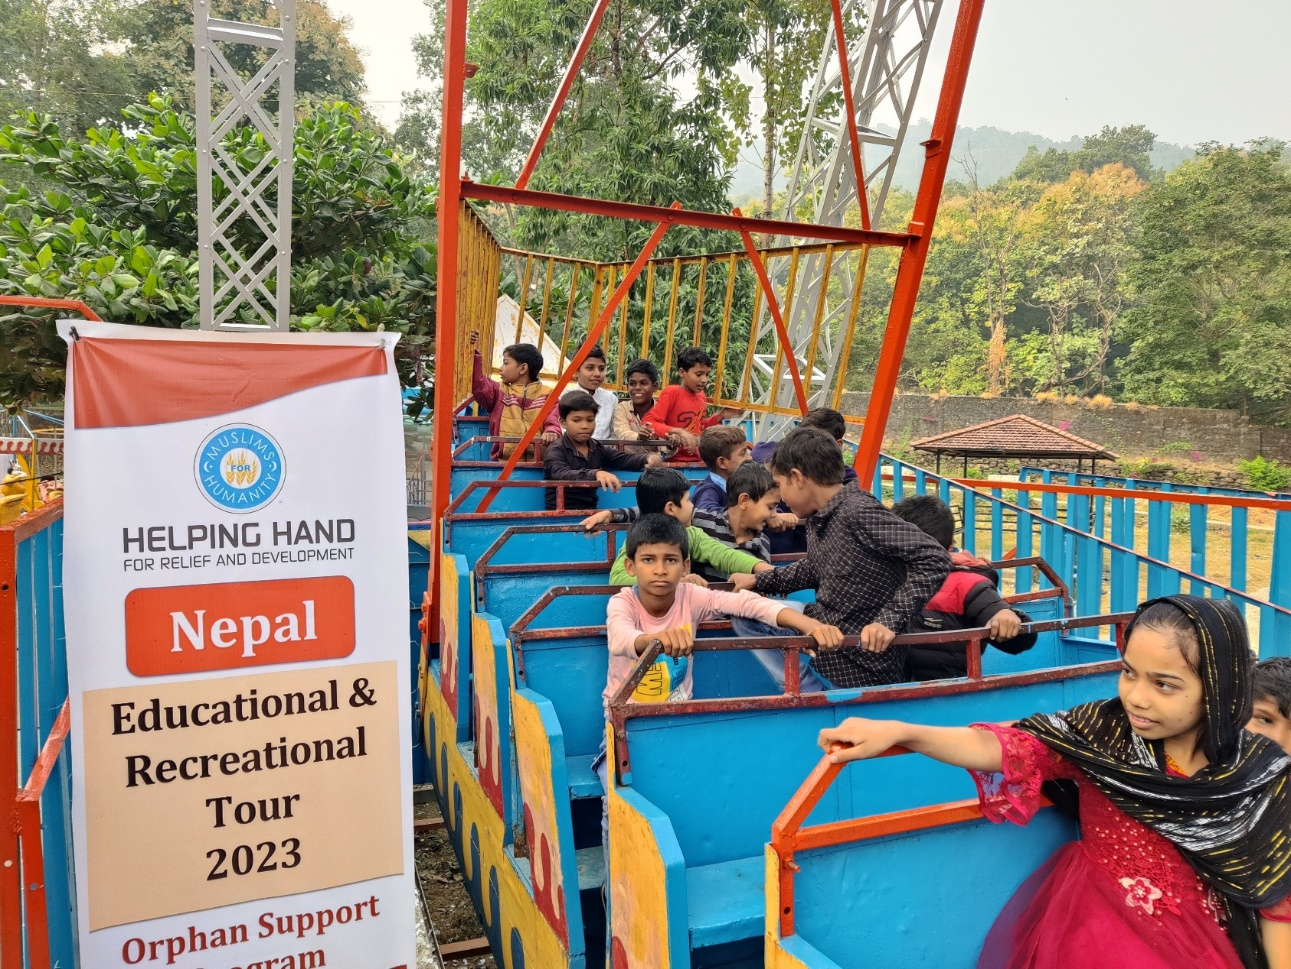 MUSLIMS
FOR
HUMANITY
HELPING HAND
FOR RELIEF AND DEVELOPMENT
Nepal
Educational &
Recreational
Tour
2023
Orphan Support